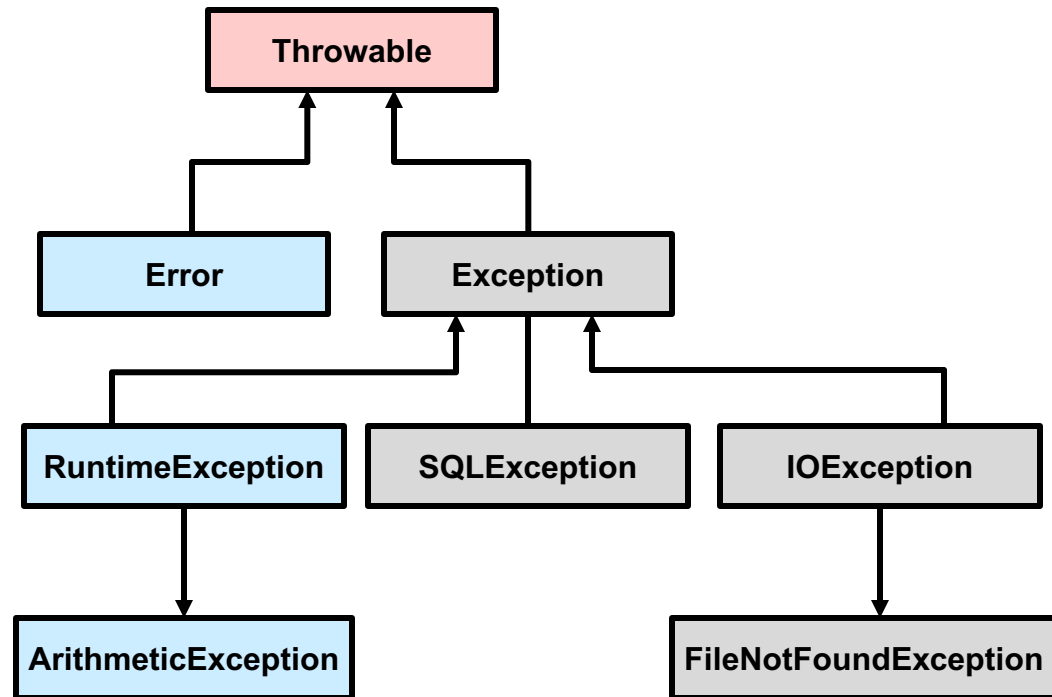 Throwable
Error
Exception
RuntimeException
SQLException
IOException
ArithmeticException
FileNotFoundException